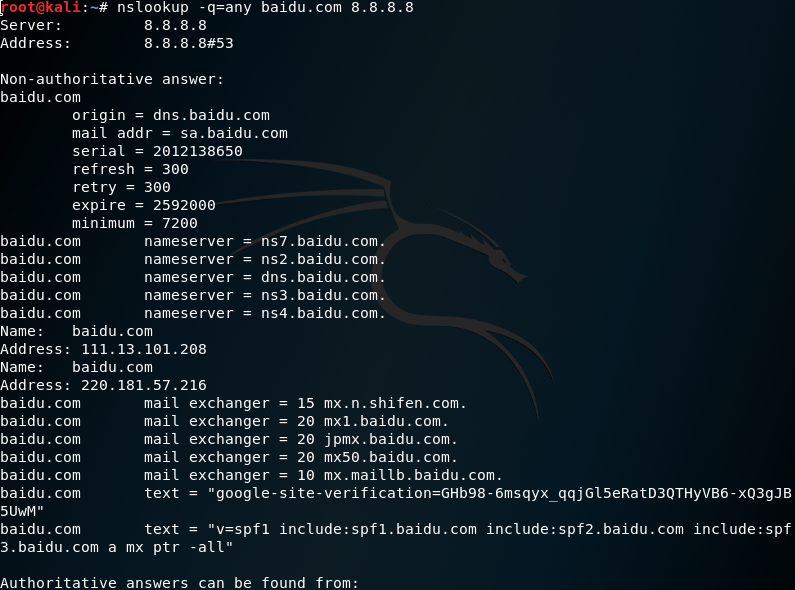 root@kali:~# nslookup -q=any baidu.com 8.8.8.8
Server:         8.8.8.8
Address:        8.8.8.8#53

Non-authoritative answer:
baidu.com
        origin = dns.baidu.com
        mail addr = sa.baidu.com
        serial = 2012138650
        refresh = 300
        retry = 300
        expire = 2592000
        minimum = 7200
baidu.com       nameserver = ns7.baidu.com.
baidu.com       nameserver = ns2.baidu.com.
baidu.com       nameserver = dns.baidu.com.
baidu.com       nameserver = ns3.baidu.com.
baidu.com       nameserver = ns4.baidu.com.
Name:   baidu.com
Address: 111.13.101.208
Name:   baidu.com
Address: 220.181.57.216
baidu.com       mail exchanger = 15 mx.n.shifen.com.
baidu.com       mail exchanger = 20 mx1.baidu.com.
baidu.com       mail exchanger = 20 jpmx.baidu.com.
baidu.com       mail exchanger = 20 mx50.baidu.com.
baidu.com       mail exchanger = 10 mx.maillb.baidu.com.
baidu.com       text = "google-site-verification=GHb98-6msqyx_qqjGl5eRatD3QTHyVB6-xQ3gJB
5UwM"
baidu.com       text = "v=spf1 include:spf1.baidu.com include:spf2.baidu.com include:spf
3.baidu.com a mx ptr -all"

Authoritative answers can be found from: